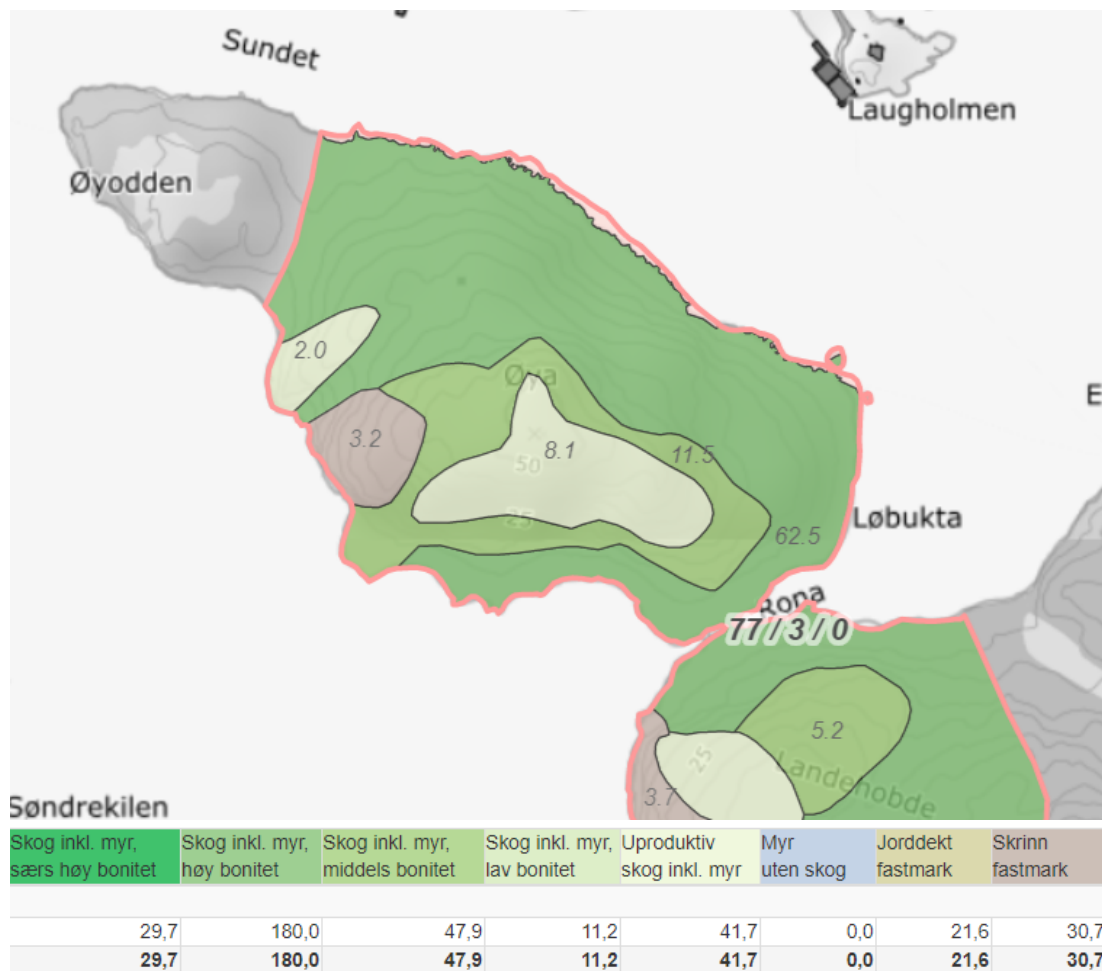 Sundet
Laugholmen
Øyodden
2.0
Øya
E
3.2
8.1
11.5
50
25
Løbukta
62.5
Rona
77 / 3 / 0
5.2
25
Landenobde
3.7
Søndrekilen
Skog inkl. myr, Skog inkl. myr, Skog inkl. myr, Skog inkl. myr, Uproduktiv Myr Jorddekt Skrinn
særs høy bonitet høy bonitet middels bonitet lav bonitet skog inkl. myr uten skog fastmark fastmark
29,7 180,0 47,9 11,2 41,7 0,0 21,6 30,7
29,7 180,0 47,9 11,2 41,7 0,0 21,6 30,7